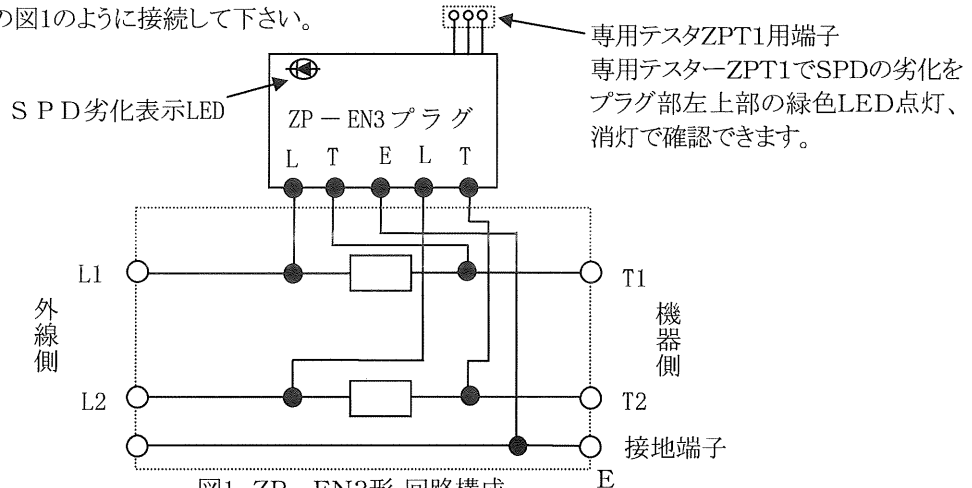 の図1のように接続して下さい。
専用テスタZPT1用端子
専用テスターZPT1でSPDの劣化を
プラグ部左上部の緑色LED点灯、
消灯で確認できます。
SPD劣化表示LED
ZP－EN3プラグ
L T E L T
L1
T1
外線側
機器側
L2
T2
接地端子
E
図1 ZP－EN3形 回路構成